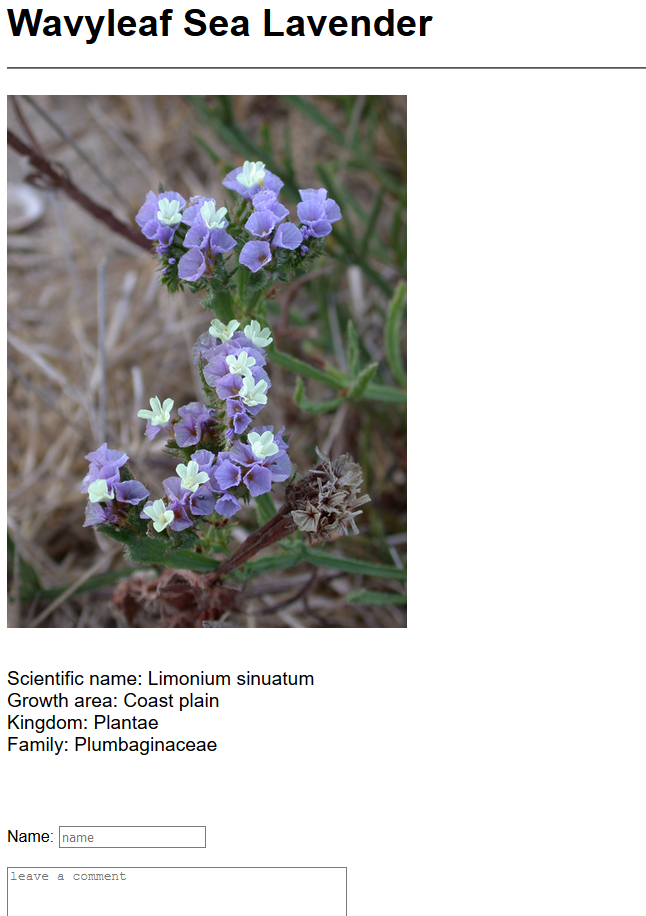 Wavyleaf Sea Lavender
Scientific name: Limonium sinuatum
Growth area: Coast plain
Kingdom: Plantae
Family: Plumbaginaceae
Name: name
leave a comment